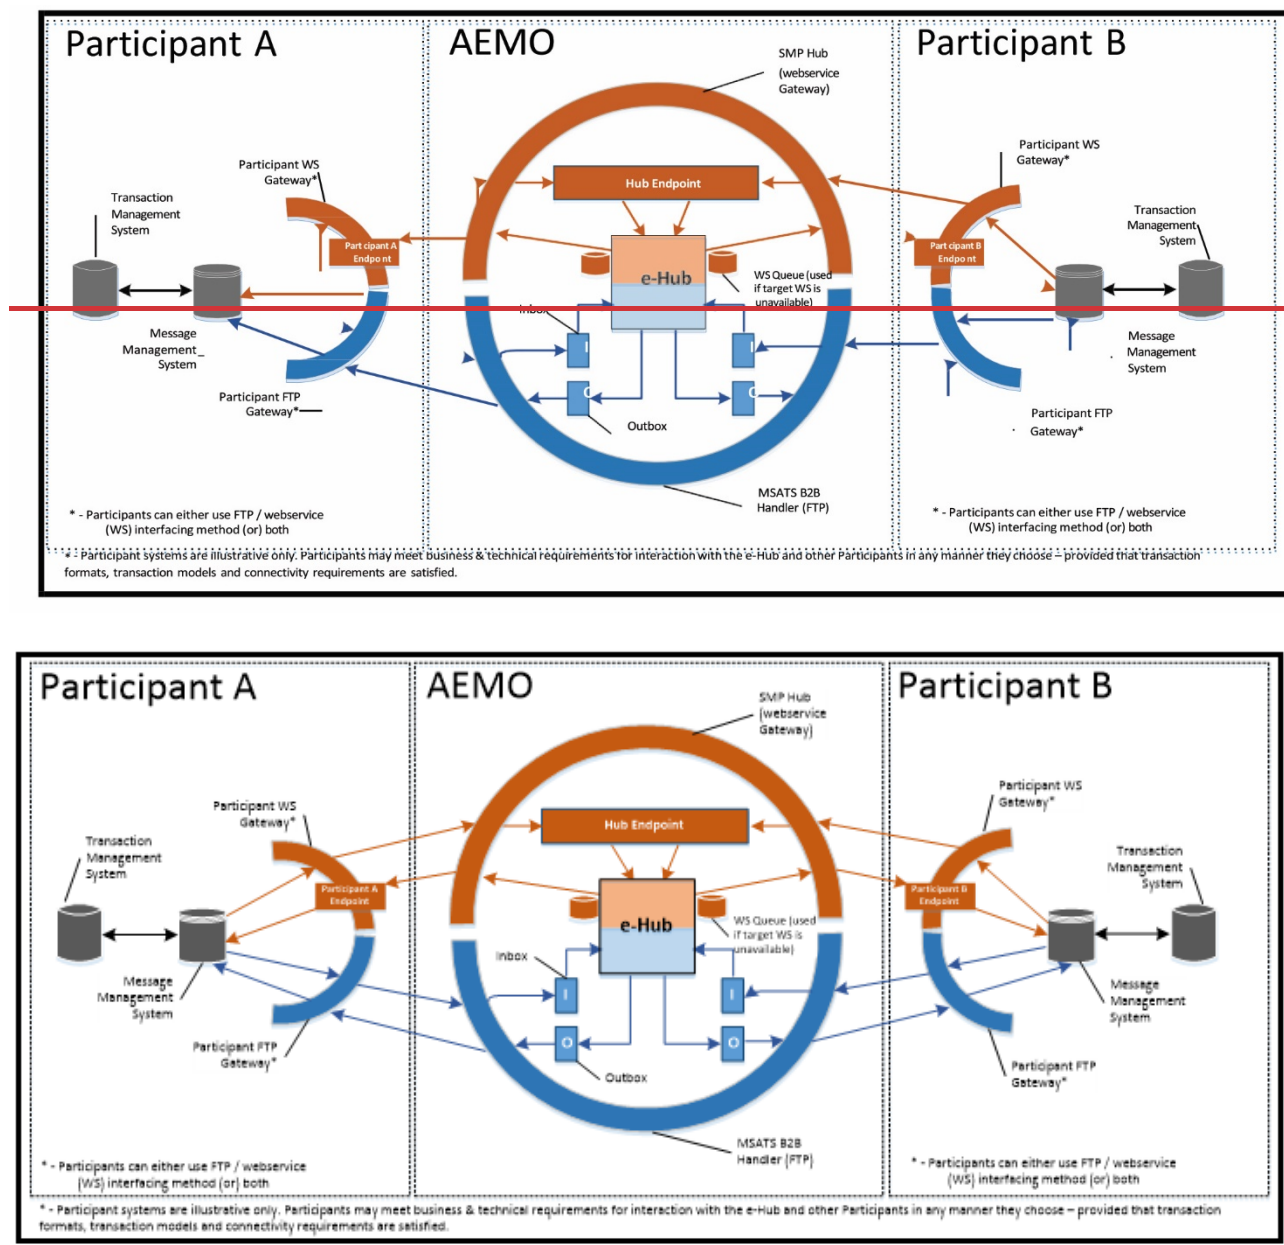 Participant A
AEMO
Participant B
SMP Hub
(webservice
Gateway)
Participant WS
Gateway*
Participant WS
Gateway*
Transaction
Management
System
Transaction
Management
System
Hub Endpoint
Participant A
Endpoint
Participant B
Endpoint
e-Hub
WS Queue (used
if target WS is
unavailable)
Inbox
I
I
Message
Management_
System
Message
Management
System
O
O
Participant FTP
Gateway*
Outbox
Participant FTP
Gateway*
MSATS B2B
Handler (FTP)
* - Participants can either use FTP / webservice
(WS) interfacing method (or) both
* - Participants can either use FTP / webservice
(WS) interfacing method (or) both
* - Participant systems are illustrative only. Participants may meet business & technical requirements for interaction with the e-Hub and other Participants in any manner they choose – provided that transaction
formats, transaction models and connectivity requirements are satisfied.
Participant A
AEMO
Participant B
SMP Hub
(webservice
Gateway)
Participant WS
Gateway*
Participant WS
Gateway*
Transaction
Management
System
Transaction
Management
System
Hub Endpoint
Participant A
Endpoint
Participant B
Endpoint
e-Hub
WS Queue (used
if target WS is
unavailable)
Inbox
I
I
Message
Management
System
Message
Management
System
O
O
Participant FTP
Gateway*
Outbox
Participant FTP
Gateway*
MSATS B2B
Handler (FTP)
* - Participants can either use FTP / webservice
(WS) interfacing method (or) both
* - Participants can either use FTP / webservice
(WS) interfacing method (or) both
* - Participant systems are illustrative only. Participants may meet business & technical requirements for interaction with the e-Hub and other Participants in any manner they choose – provided that transaction
formats, transaction models and connectivity requirements are satisfied.